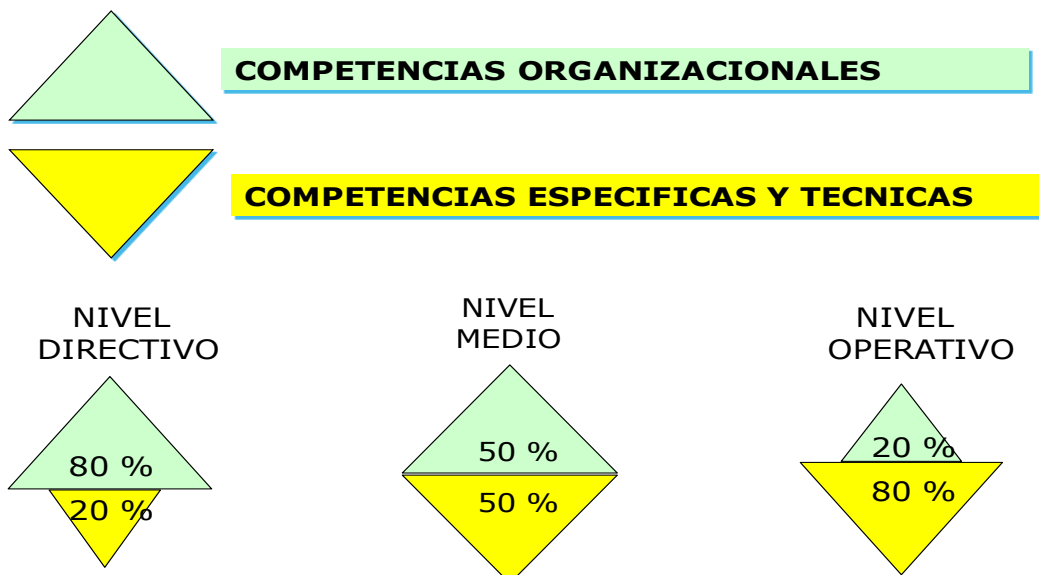 COMPETENCIAS ORGANIZACIONALES
COMPETENCIAS ESPECIFICAS Y TECNICAS
NIVEL
DIRECTIVO
80 %
20 %
NIVEL
MEDIO
50 %
50 %
NIVEL
OPERATIVO
20 %
80 %